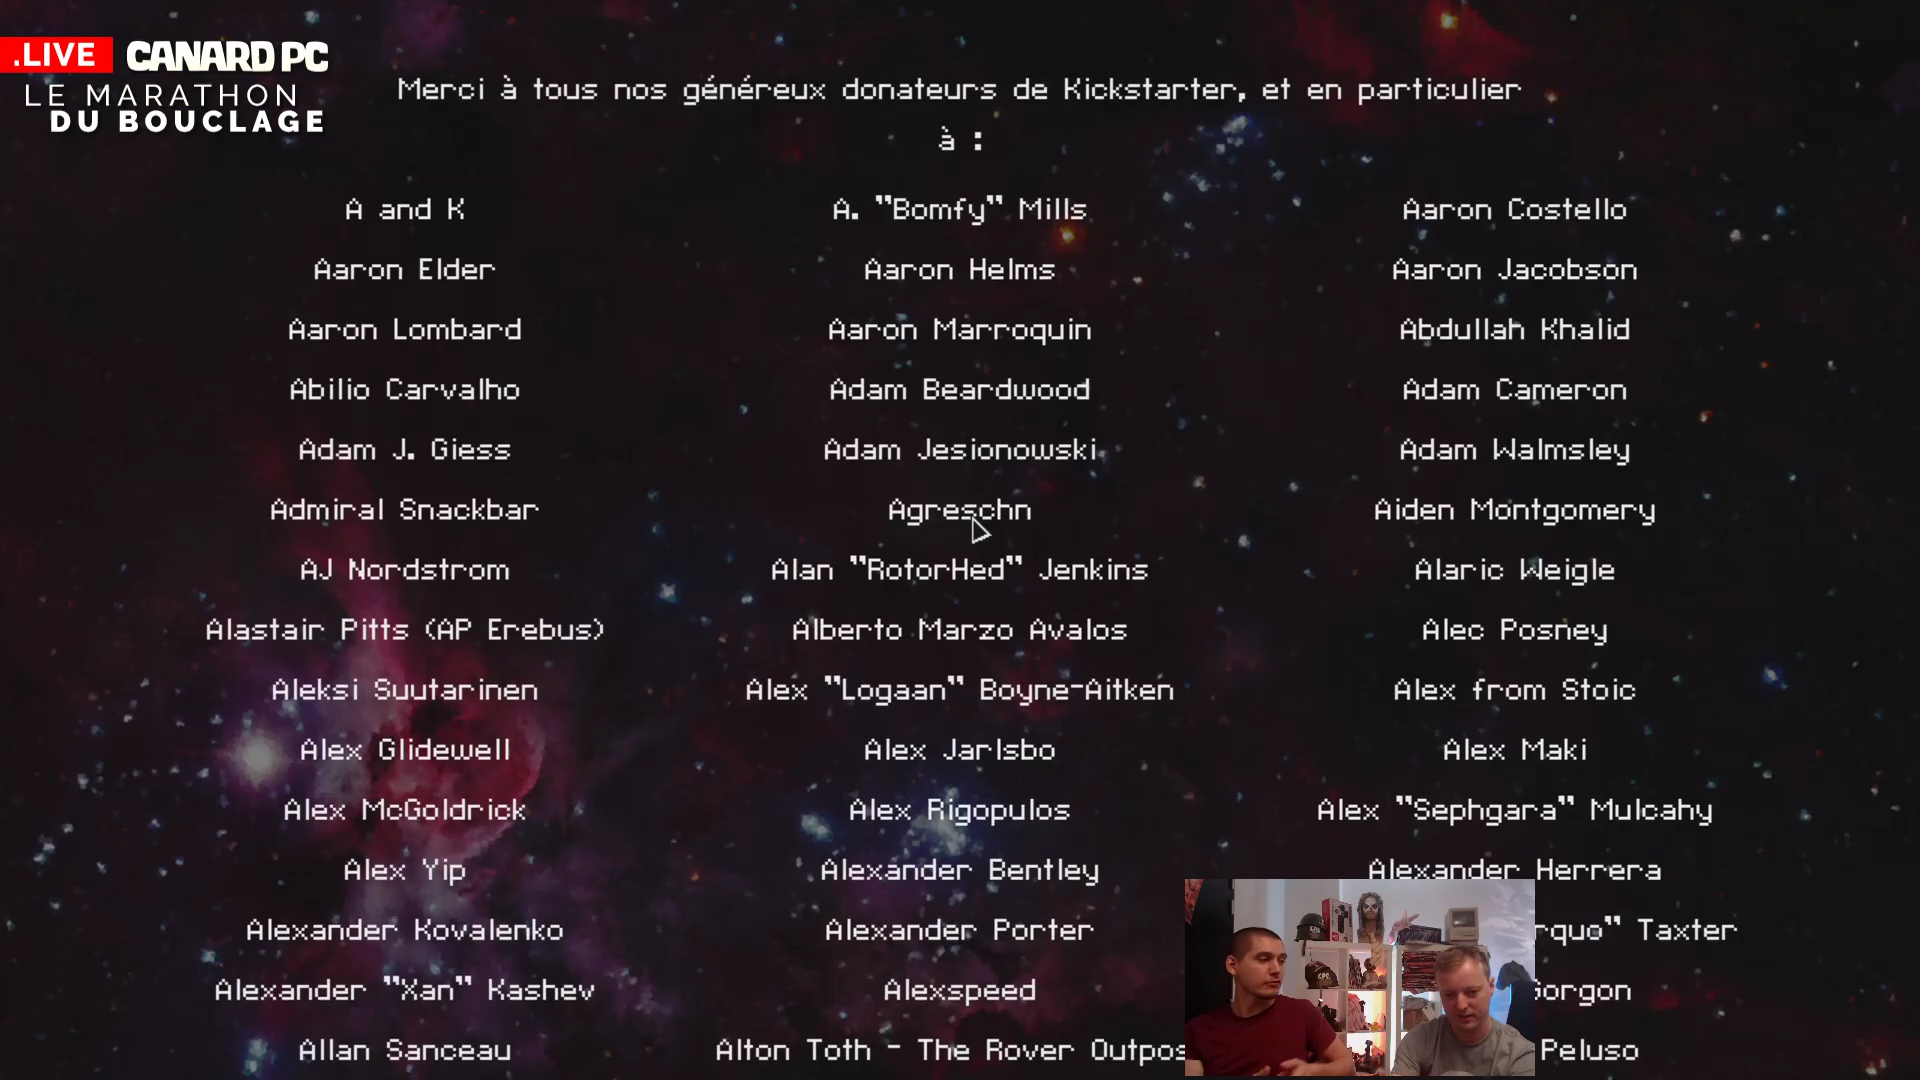 .LIVE CANARD PC
LE MARATHON
DU BOUCLAGE
Merci à tous nos généreux donateurs de Kickstarter, et en particulier
à :
A and K A. "Bomfy" Mills Aaron Costello
Aaron Elder Aaron Helms Aaron Jacobson
Aaron Lombard Aaron Marroquin Abdullah Khalid
Abilio Carvalho Adam Beardwood Adam Cameron
Adam J. Giess Adam Jesionowski Adam Walmsley
Admiral Snackbar Agreschn Aiden Montgomery
AJ Nordstrom Alan "RotorHed" Jenkins Alaric Weigle
Alastair Pitts (AP Erebus) Alberto Marzo Avalos Alec Posney
Aleksi Suutarinen Alex "Logaan" Boyne-Aitken Alex from Stoic
Alex Glidewell Alex Jarlsbo Alex Maki
Alex McGoldrick Alex Rigopulos Alex "Sephgara" Mulcahy
Alex Yip Alexander Bentley Alexander Herrera
Alexander Kovalenko Alexander Porter Taxter
Alexander "Xan" Kashev Alexspeed
Allan Sanceau Alton Toth - The Rover Peluso